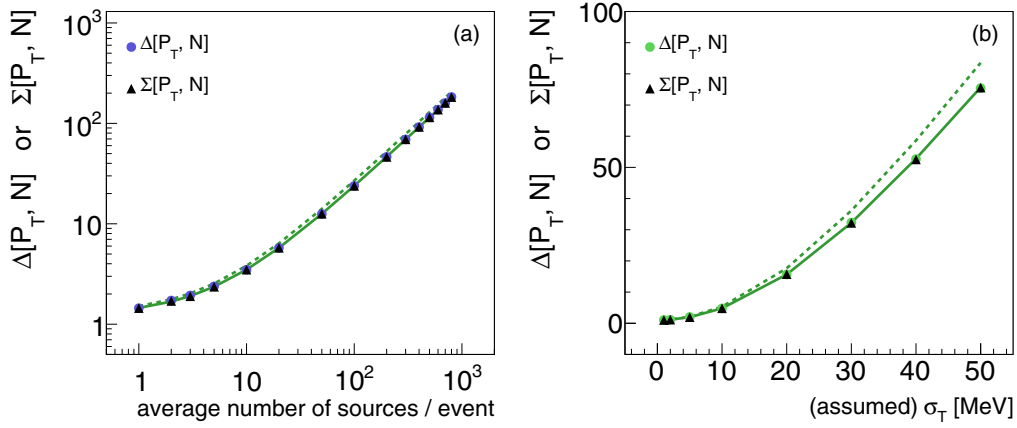 Δ[P_T, N] or Σ[P_T, N]
10³
10²
10
1
(a)
Δ[P_T, N]
Σ[P_T, N]
1 10 10² 10³
average number of sources / event
Δ[P_T, N] or Σ[P_T, N]
100
50
0
(b)
Δ[P_T, N]
Σ[P_T, N]
0 10 20 30 40 50
(assumed) σ_T [MeV]